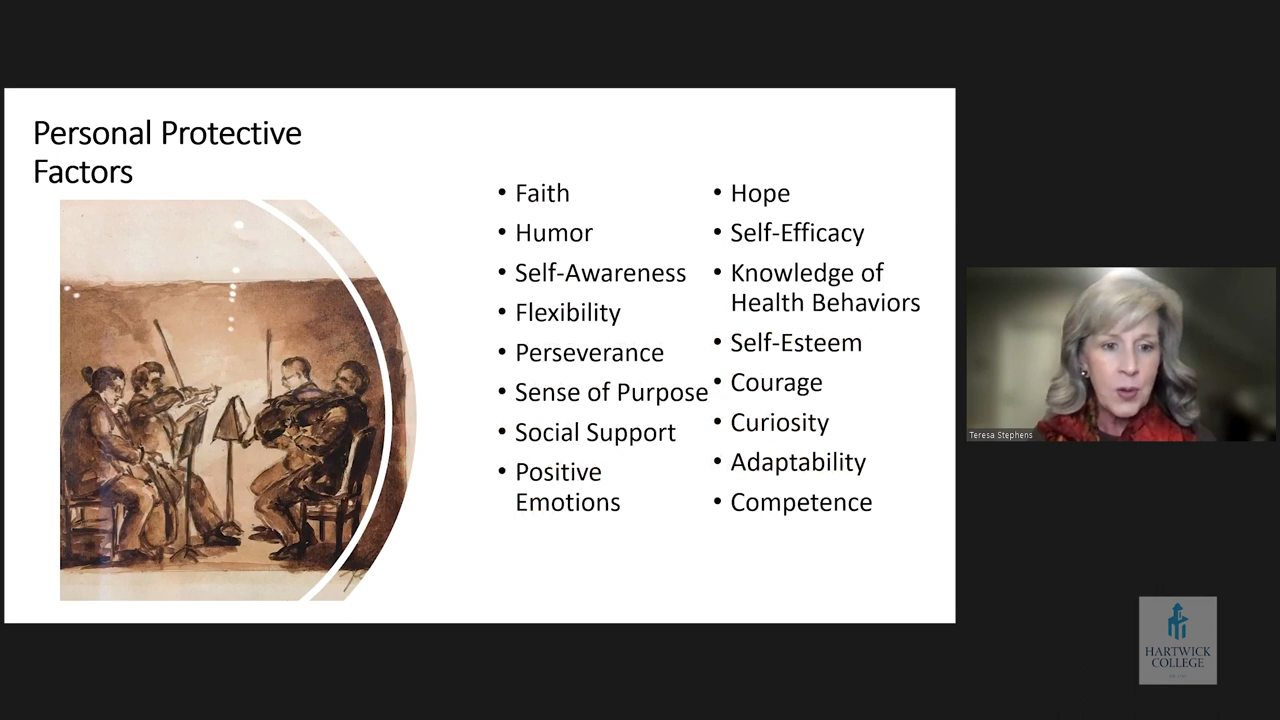 Personal Protective
Factors
• Faith
• Humor
• Self-Awareness
• Flexibility
• Perseverance
• Sense of Purpose
• Social Support
• Positive
Emotions
• Hope
• Self-Efficacy
• Knowledge of
Health Behaviors
• Self-Esteem
• Courage
• Curiosity
• Adaptability
• Competence
Teresa Stephens
HARTWICK
COLLEGE